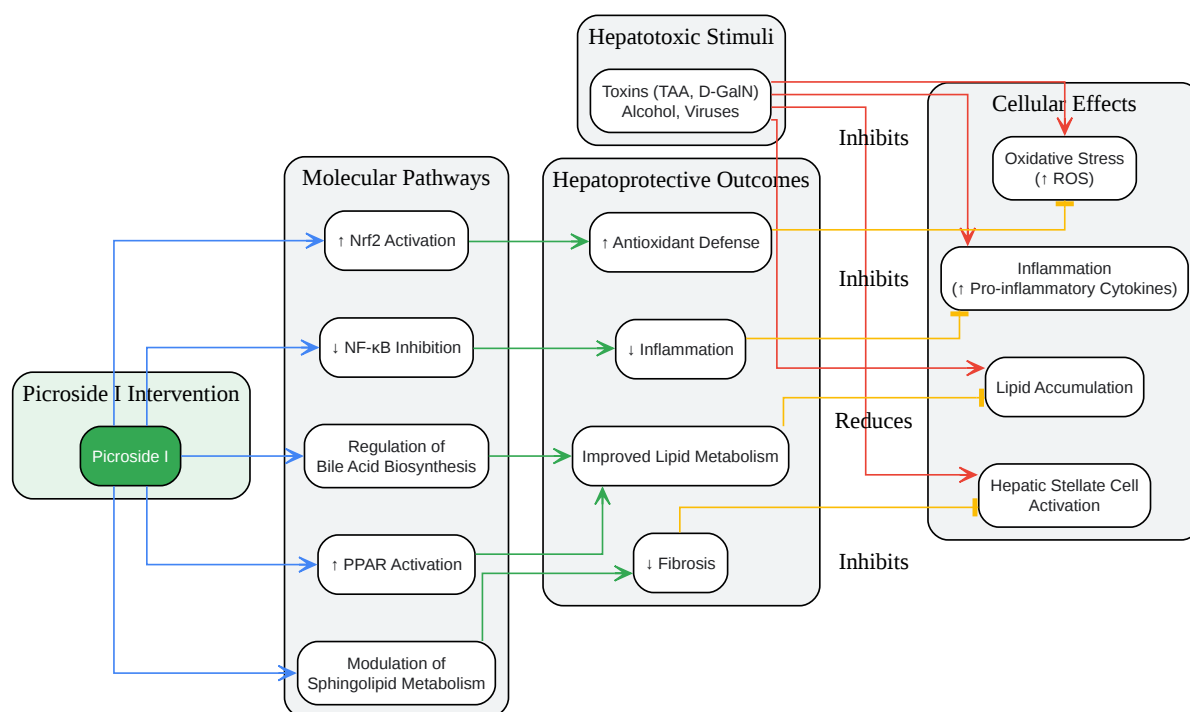 Hepatotoxic Stimuli
Toxins (TAA, D-GalN)
Alcohol, Viruses
Cellular Effects
Oxidative Stress
(↑ ROS)
Inflammation
(↑ Pro-inflammatory Cytokines)
Lipid Accumulation
Hepatic Stellate Cell
Activation
Inhibits
Inhibits
Reduces
Inhibits
Hepatoprotective Outcomes
↑ Antioxidant Defense
↓ Inflammation
Improved Lipid Metabolism
↓ Fibrosis
Molecular Pathways
↑ Nrf2 Activation
↓ NF-κB Inhibition
Regulation of
Bile Acid Biosynthesis
↑ PPAR Activation
Modulation of
Sphingolipid Metabolism
Picroside I Intervention
Picroside I